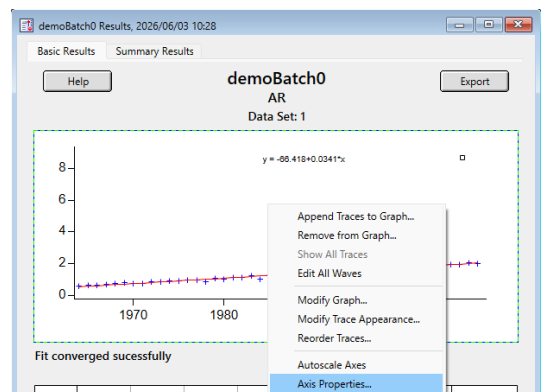 demoBatch0 Results, 2026/06/03 10:28
Basic Results Summary Results
Help
demoBatch0
Export
AR
Data Set: 1
y = -66.418+0.0341*x
8
6
4
2
0
1970 1980
Append Traces to Graph...
Remove from Graph...
Show All Traces
Edit All Waves
Modify Graph...
Modify Trace Appearance...
Reorder Traces...
Autoscale Axes
Axis Properties...
Fit converged sucessfully